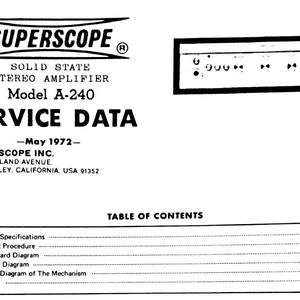 SUPERSCOPE®
SOLID STATE
STEREO AMPLIFIER
Model A-240
RVICE DATA
—May 1972—
SCOPE INC.
LAND AVENUE,
LEY, CALIFORNIA, USA 91352
TABLE OF CONTENTS
Specifications
Procedure
ard Diagram
Diagram
Diagram of The Mechanism